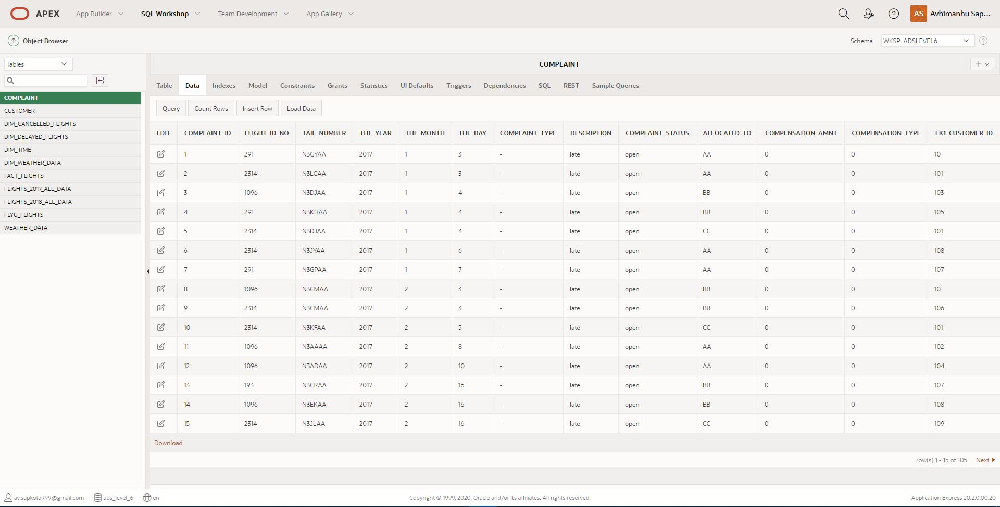 APEX App Builder SQL Workshop Team Development App Gallery AS Avhimanhu Sap...
Object Browser Schema WKSP_ADSLEVEL6
Tables
COMPLAINT
CUSTOMER
DIM_CANCELLED_FLIGHTS
DIM_DELAYED_FLIGHTS
DIM_TIME
DIM_WEATHER_DATA
FACT_FLIGHTS
FLIGHTS_2017_ALL_DATA
FLIGHTS_2018_ALL_DATA
FLYU_FLIGHTS
WEATHER_DATA
COMPLAINT
Table Data Indexes Model Constraints Grants Statistics UI Defaults Triggers Dependencies SQL REST Sample Queries
Query Count Rows Insert Row Load Data
EDIT COMPLAINT_ID FLIGHT_ID_NO TAIL_NUMBER THE_YEAR THE_MONTH THE_DAY COMPLAINT_TYPE DESCRIPTION COMPLAINT_STATUS ALLOCATED_TO COMPENSATION_AMNT COMPENSATION_TYPE FK1_CUSTOMER_ID
1 291 N3GYAA 2017 1 3 - late open AA 0 0 10
2 2314 N3LCAA 2017 1 3 - late open AA 0 0 101
3 1096 N3DJAA 2017 1 4 - late open BB 0 0 103
4 291 N3KHAA 2017 1 4 - late open BB 0 0 105
5 2314 N3DJAA 2017 1 4 - late open CC 0 0 101
6 2314 N3JYAA 2017 1 6 - late open AA 0 0 108
7 291 N3GPAA 2017 1 7 - late open AA 0 0 107
8 1096 N3CMAA 2017 2 3 - late open BB 0 0 10
9 2314 N3CMAA 2017 2 3 - late open BB 0 0 106
10 2314 N3KFAA 2017 2 5 - late open CC 0 0 101
11 1096 N3AAAA 2017 2 8 - late open AA 0 0 102
12 1096 N3ADAA 2017 2 10 - late open AA 0 0 104
13 193 N3CRAA 2017 2 16 - late open BB 0 0 107
14 1096 N3EKAA 2017 2 16 - late open BB 0 0 108
15 2314 N3JLAA 2017 2 16 - late open CC 0 0 109
Download
row(s) 1 - 15 of 105 Next
av.sapkota999@gmail.com ads_level_6 en Copyright © 1999, 2020, Oracle and/or its affiliates. All rights reserved. Application Express 20.2.0.00.20